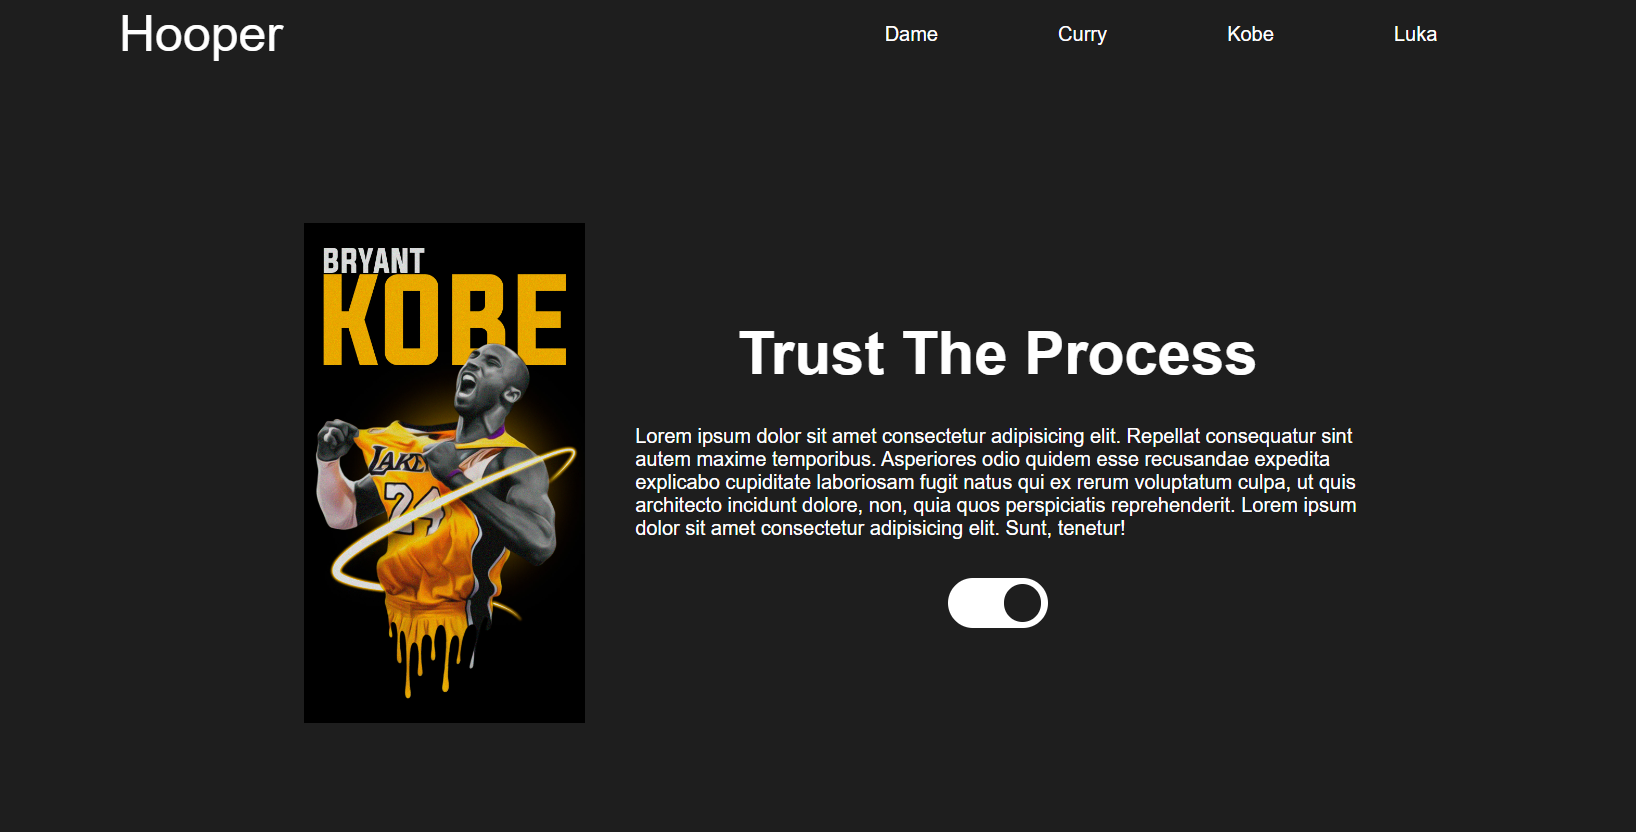 Hooper
Dame
Curry
Kobe
Luka
BRYANT
KOBE
LAKE
24
Trust The Process
Lorem ipsum dolor sit amet consectetur adipisicing elit. Repellat consequatur sint
autem maxime temporibus. Asperiores odio quidem esse recusandae expedita
explicabo cupiditate laboriosam fugit natus qui ex rerum voluptatum culpa, ut quis
architecto incidunt dolore, non, quia quos perspiciatis reprehenderit. Lorem ipsum
dolor sit amet consectetur adipisicing elit. Sunt, tenetur!